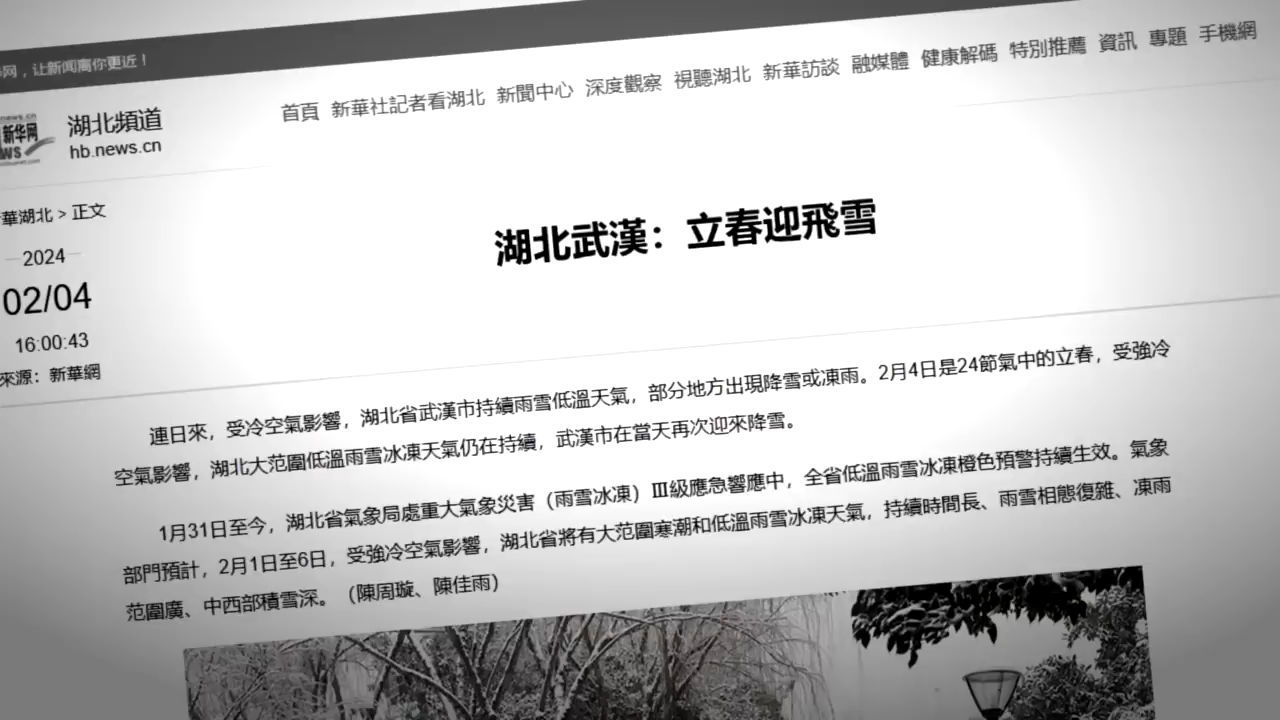 网，让新闻离你更近！
首頁 新華社記者看湖北 新聞中心 深度觀察 視聽湖北 新華訪談 融媒體 健康解碼 特別推薦 資訊 專題 手機網
news.cn
新华网
湖北頻道
hb.news.cn
華湖北 > 正文
2024
02/04
16:00:43
來源：新華網
湖北武漢：立春迎飛雪
連日來，受冷空氣影響，湖北省武漢市持續雨雪低溫天氣，部分地方出現降雪或凍雨。2月4日是24節氣中的立春，受強冷
空氣影響，湖北大范圍低溫雨雪冰凍天氣仍在持續，武漢市在當天再次迎來降雪。
1月31日至今，湖北省氣象局處重大氣象災害（雨雪冰凍）Ⅲ級應急響應中，全省低溫雨雪冰凍橙色預警持續生效。氣象
部門預計，2月1日至6日，受強冷空氣影響，湖北省將有大范圍寒潮和低溫雨雪冰凍天氣，持續時間長、雨雪相態復雜、凍雨
范圍廣、中西部積雪深。（陳周璇、陳佳雨）